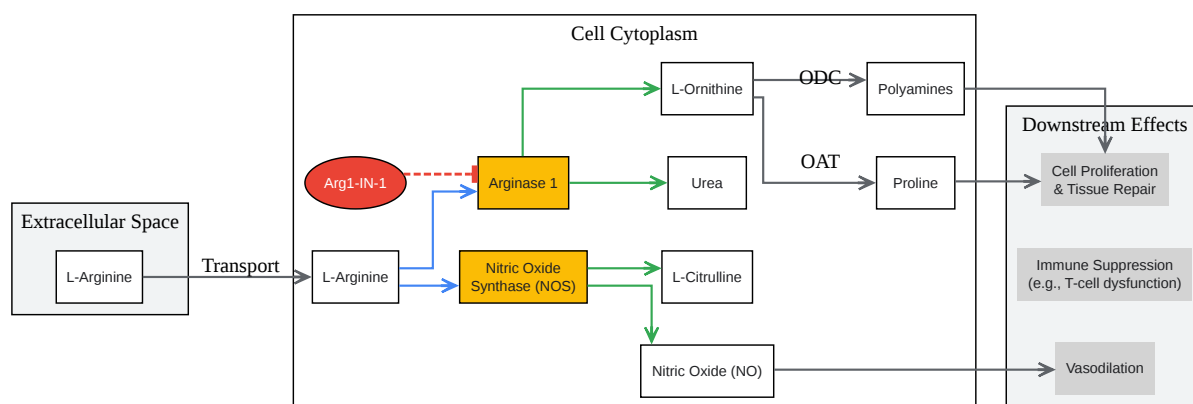 Cell Cytoplasm
ODC
L-Ornithine
Polyamines
Downstream Effects
OAT
Cell Proliferation
& Tissue Repair
Arg1-IN-1
Arginase 1
Urea
Proline
Extracellular Space
L-Arginine
Transport
L-Arginine
Nitric Oxide
Synthase (NOS)
L-Citrulline
Immune Suppression
(e.g., T-cell dysfunction)
Nitric Oxide (NO)
Vasodilation